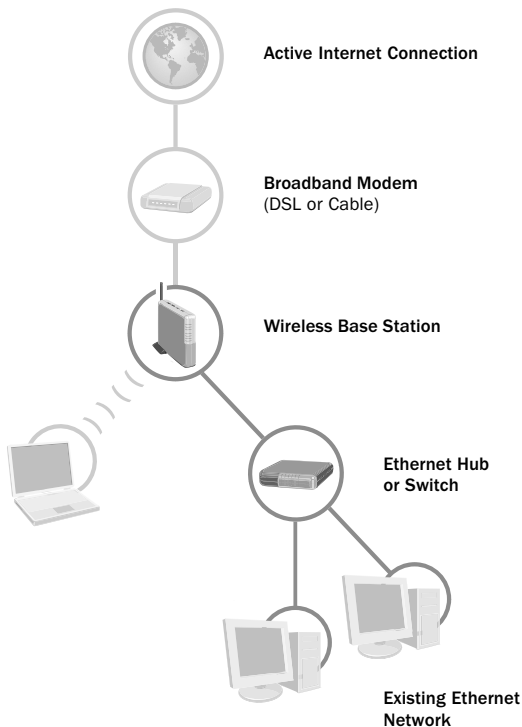 Active Internet Connection
Broadband Modem
(DSL or Cable)
Wireless Base Station
Ethernet Hub
or Switch
Existing Ethernet
Network